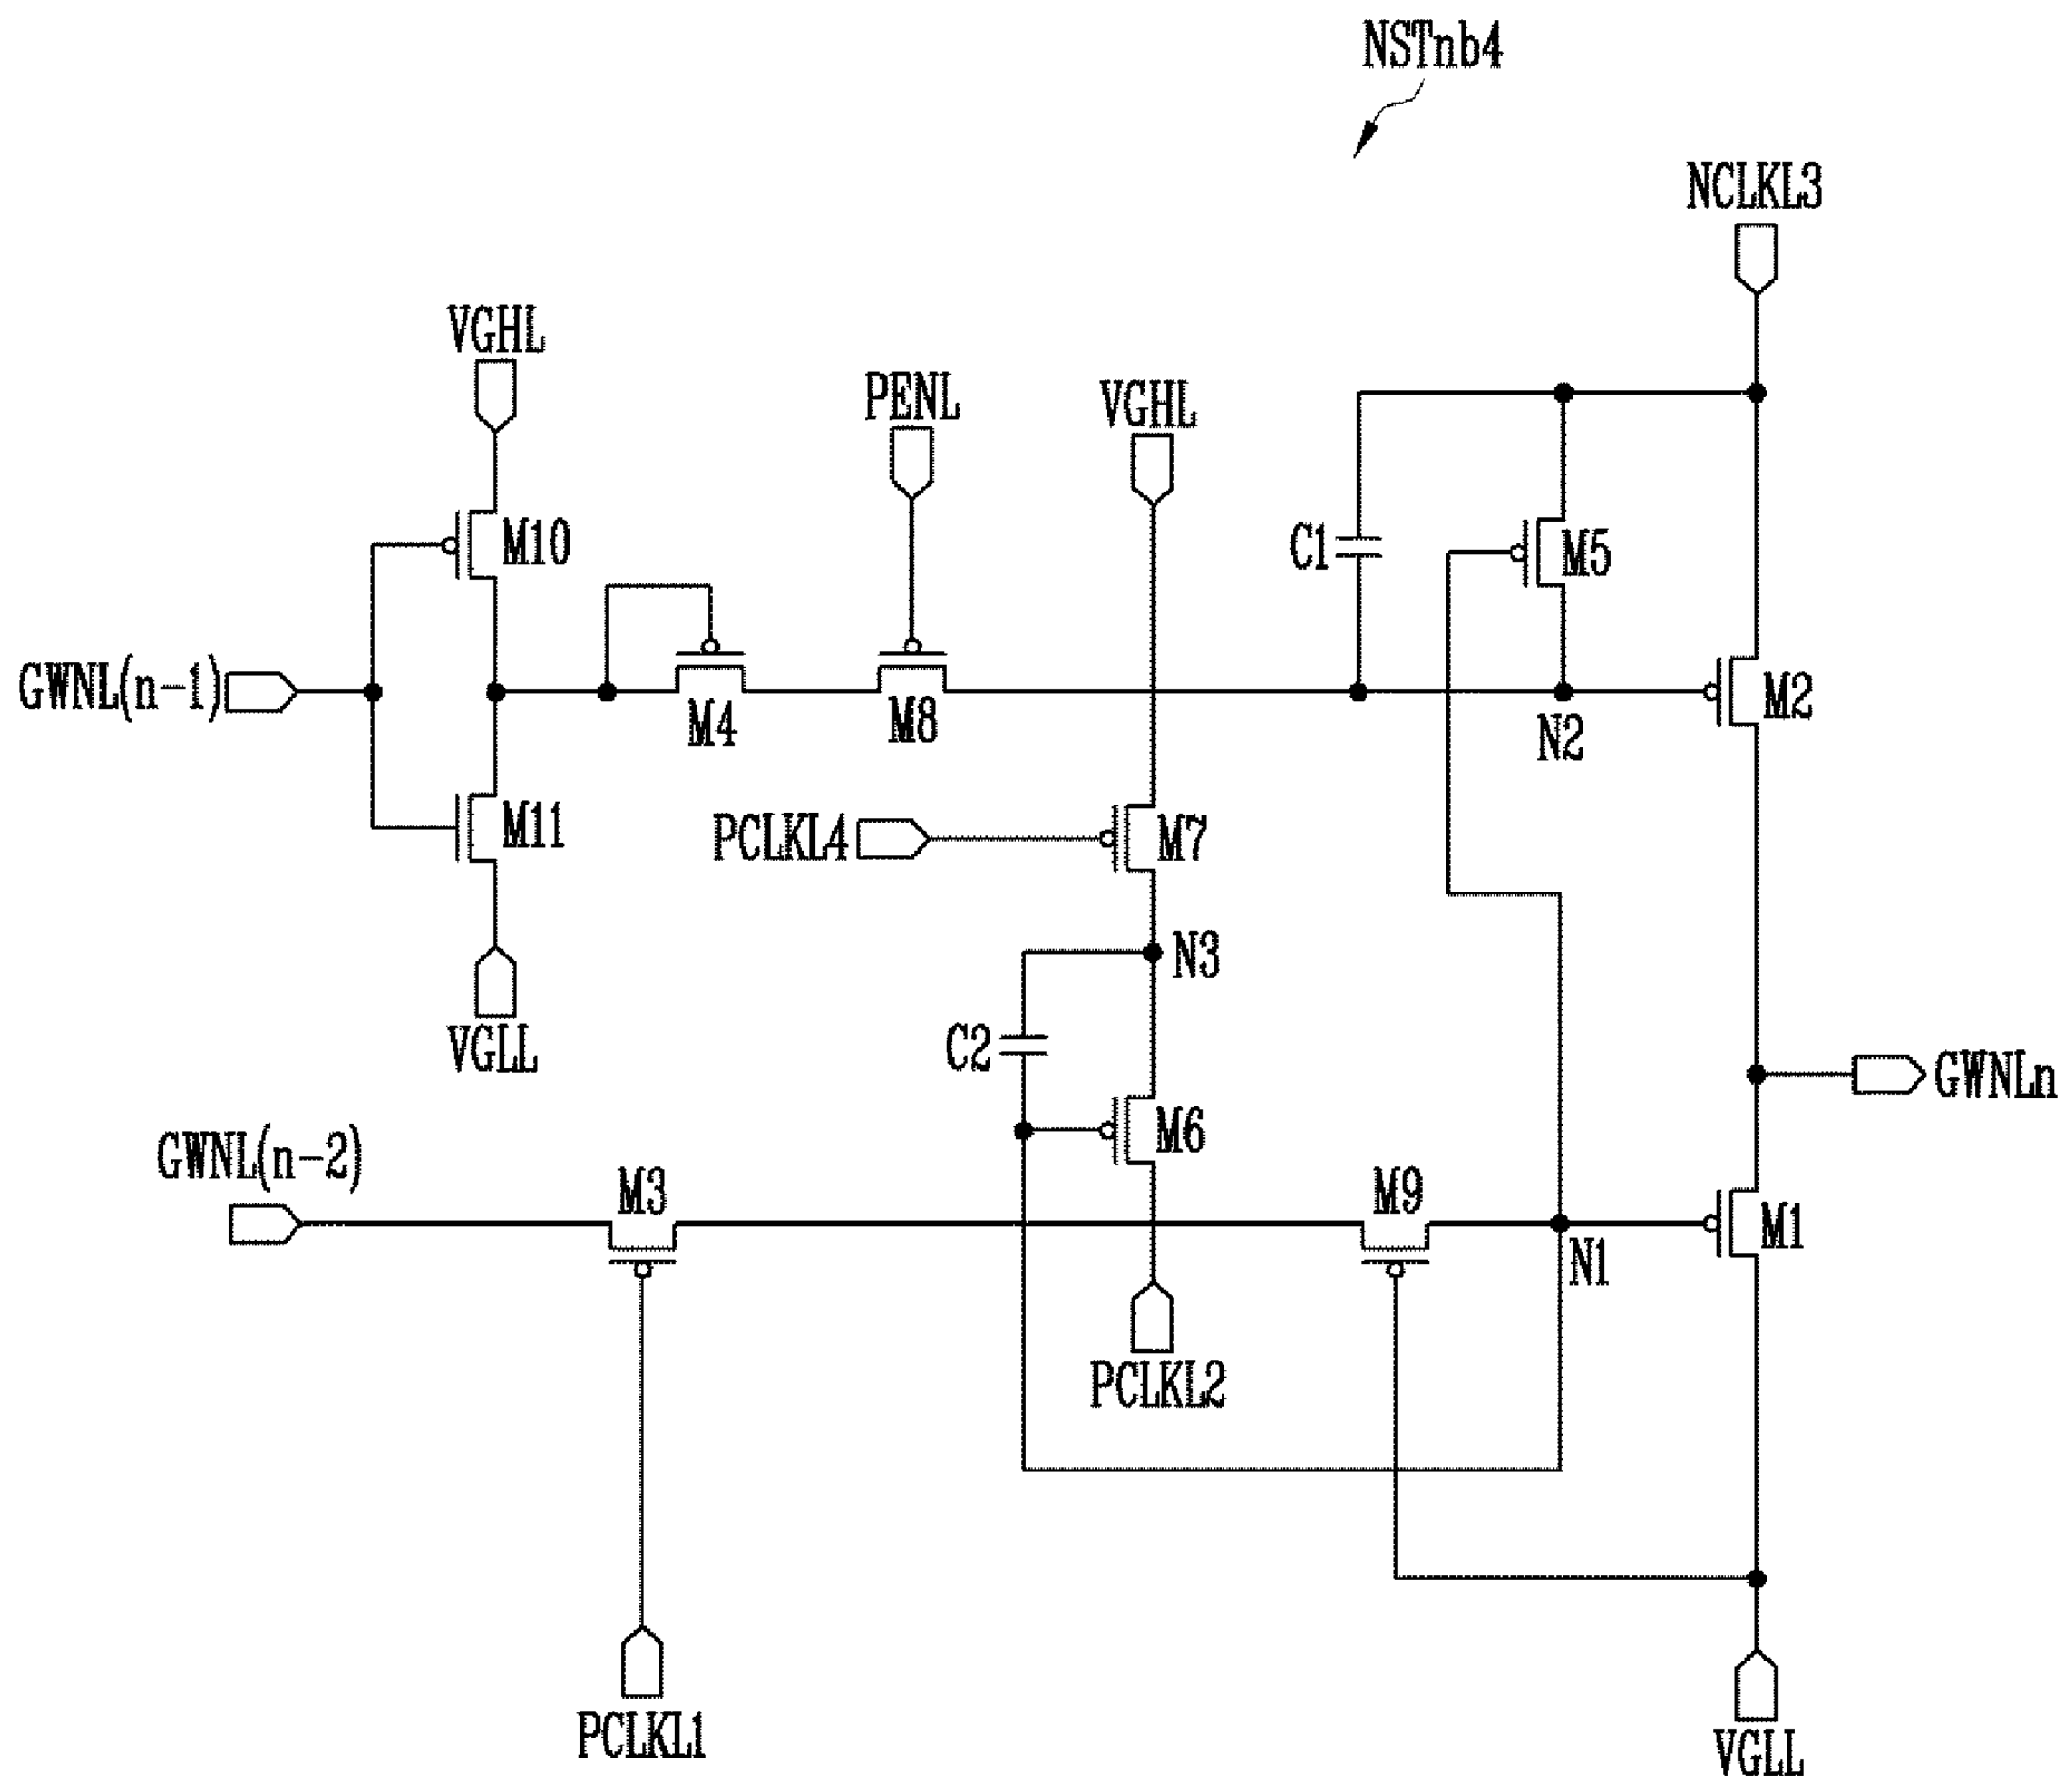 NSTnb4
NCLKL3
VGHL
PENL
VGHL
M10
C1
M5
GWNL(n-1)
M4
M8
N2
M2
M11
PCLKL4
M7
N3
VGLL
C2
GWNLn
M6
GWNL(n-2)
M3
M9
M1
N1
PCLKL2
PCLKL1
VGLL